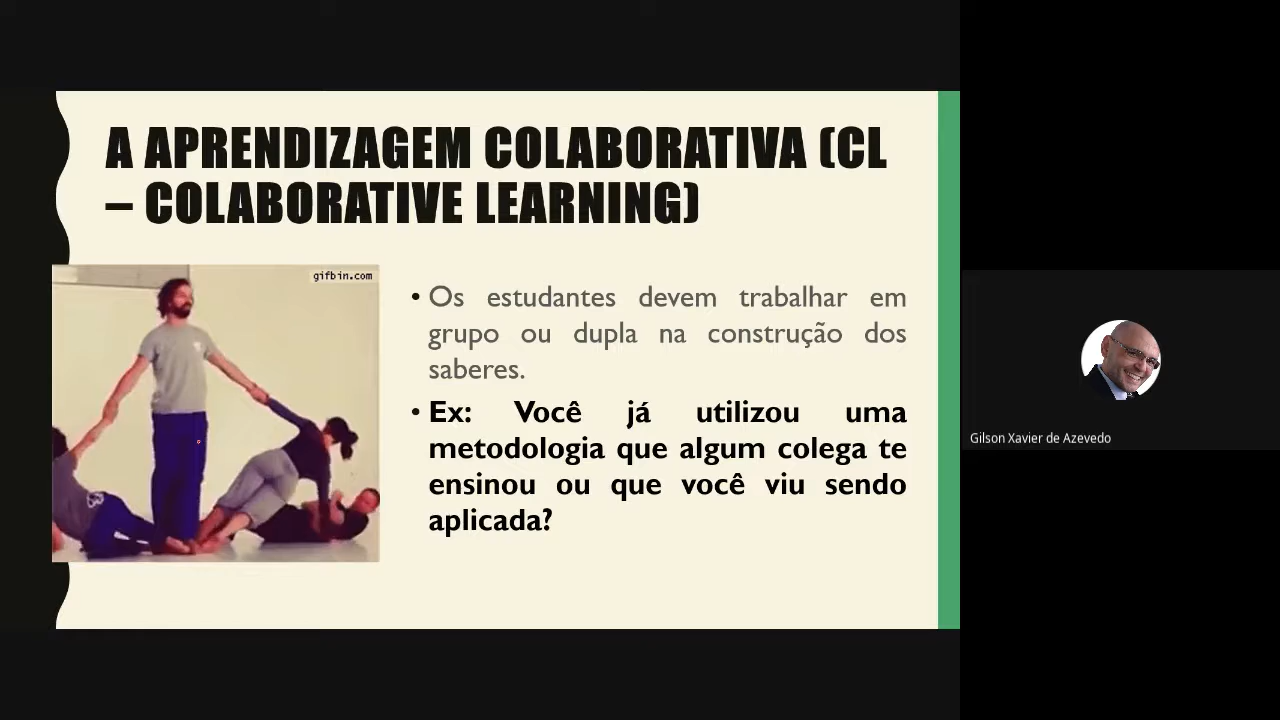 A APRENDIZAGEM COLABORATIVA (CL
– COLABORATIVE LEARNING)
gifbin.com
• Os estudantes devem trabalhar em
grupo ou dupla na construção dos
saberes.
• Ex: Você já utilizou uma
metodologia que algum colega te
ensinou ou que você viu sendo
aplicada?
Gilson Xavier de Azevedo